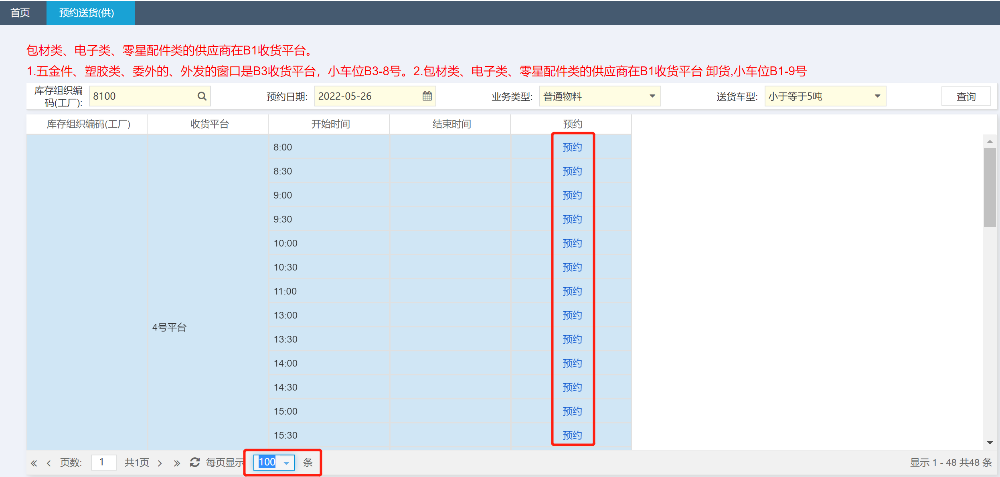 首页 预约送货(供)
包材类、电子类、零星配件类的供应商在B1收货平台。
1.五金件、塑胶类、委外的、外发的窗口是B3收货平台，小车位B3-8号。2.包材类、电子类、零星配件类的供应商在B1收货平台 卸货,小车位B1-9号
库存组织编码(工厂): 8100 预约日期: 2022-05-26 业务类型: 普通物料 送货车型: 小于等于5吨 查询
库存组织编码(工厂) 收货平台 开始时间 结束时间 预约
8:00 预约
8:30 预约
9:00 预约
9:30 预约
10:00 预约
10:30 预约
11:00 预约
13:00 预约
4号平台
13:30 预约
14:00 预约
14:30 预约
15:00 预约
15:30 预约
« ‹ 页数: 1 共1页 › » 每页显示 100 条 显示 1 - 48 共48 条